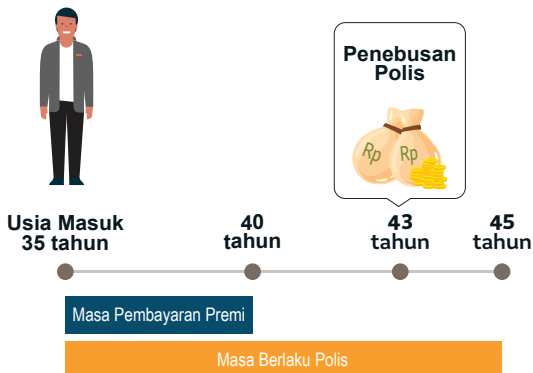 Penebusan
Polis
Rp
Rp
Usia Masuk
35 tahun
40
tahun
43
tahun
45
tahun
Masa Pembayaran Premi
Masa Berlaku Polis